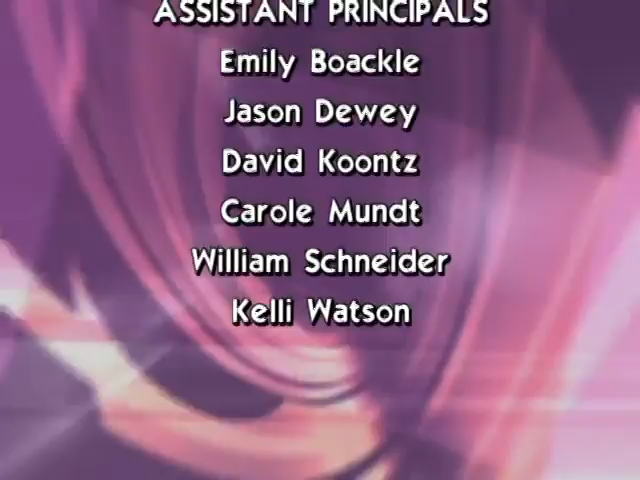 ASSISTANT PRINCIPALS
Emily Boackle
Jason Dewey
David Koontz
Carole Mundt
William Schneider
Kelli Watson